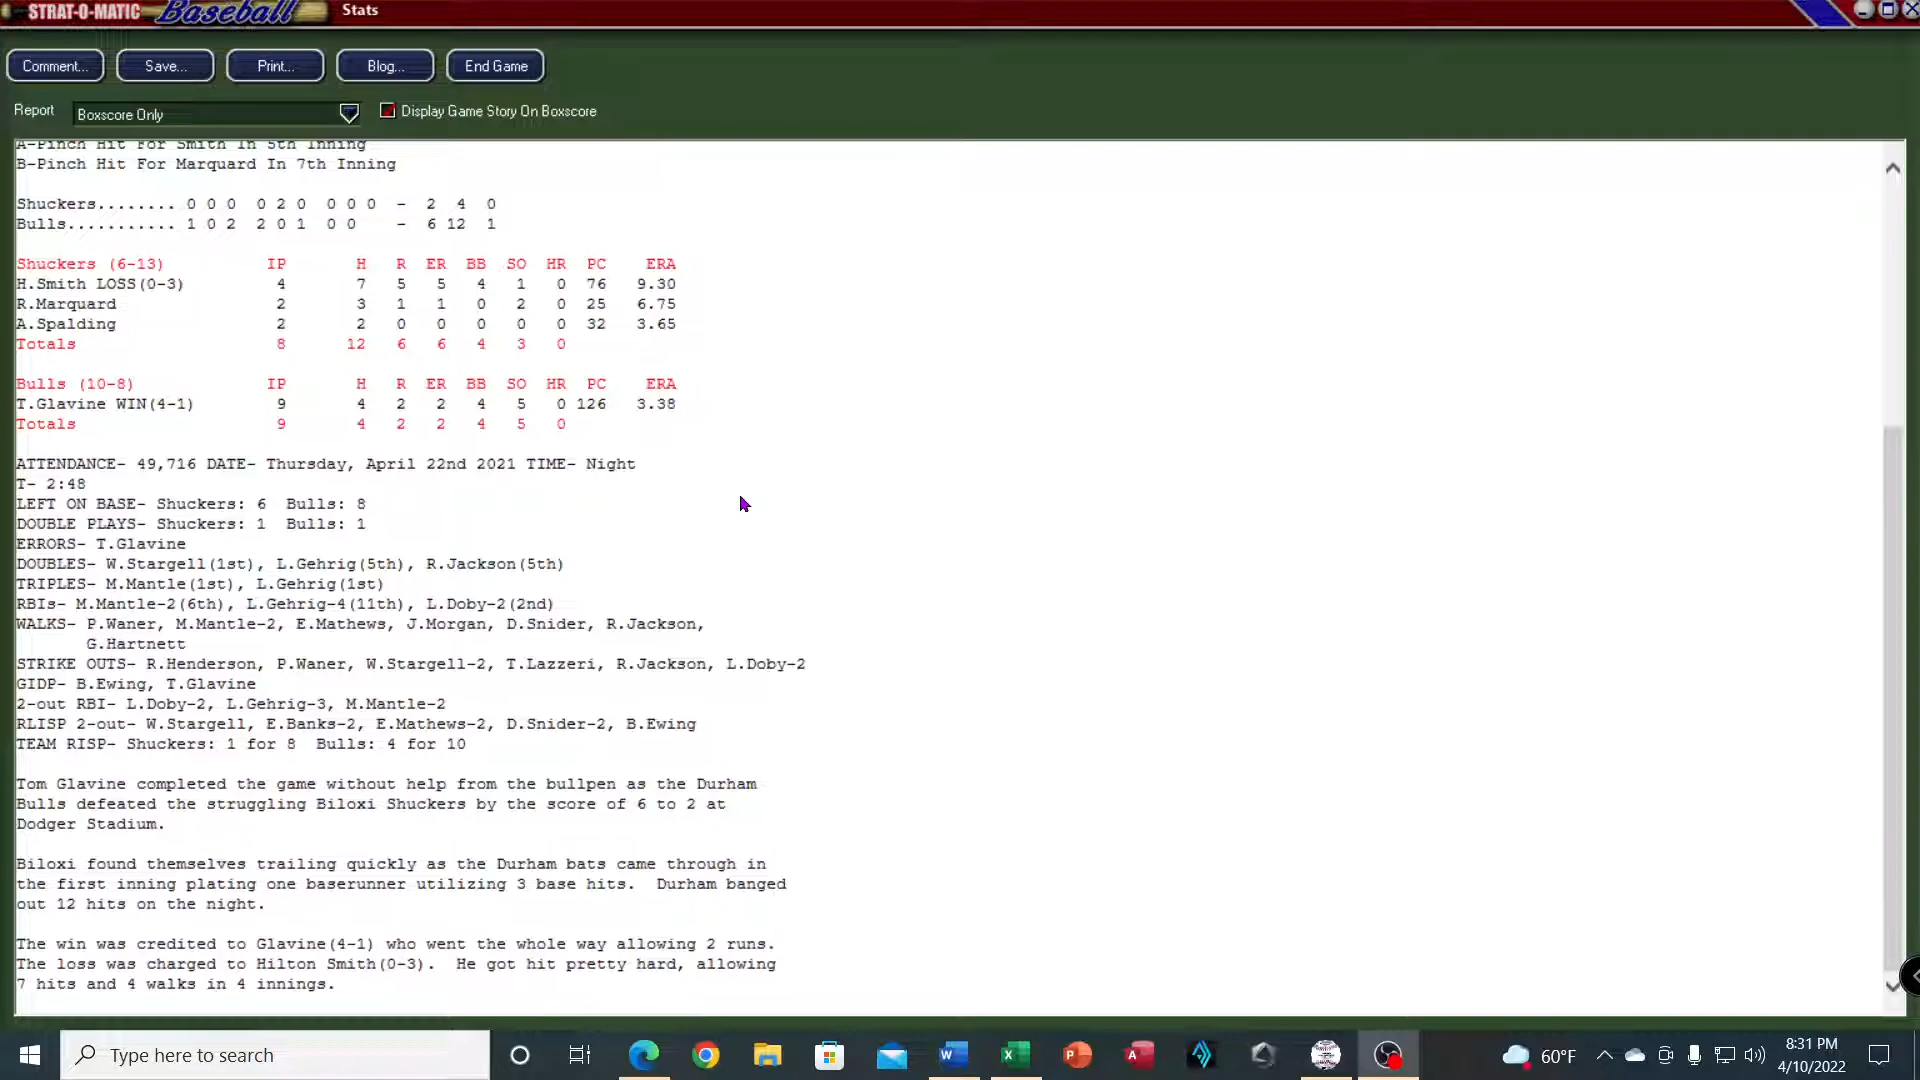 STRAT-O-MATIC Baseball Stats
Comment... Save... Print... Blog... End Game
Report Boxscore Only Display Game Story On Boxscore
A-Pinch Hit For Smith In 5th Inning
B-Pinch Hit For Marquard In 7th Inning
Shuckers........ 0 0 0 0 2 0 0 0 0 - 2 4 0
Bulls........... 1 0 2 2 0 1 0 0 - 6 12 1
Shuckers (6-13) IP H R ER BB SO HR PC ERA
H.Smith LOSS(0-3) 4 7 5 5 4 1 0 76 9.30
R.Marquard 2 3 1 1 0 2 0 25 6.75
A.Spalding 2 2 0 0 0 0 0 32 3.65
Totals 8 12 6 6 4 3 0
Bulls (10-8) IP H R ER BB SO HR PC ERA
T.Glavine WIN(4-1) 9 4 2 2 4 5 0 126 3.38
Totals 9 4 2 2 4 5 0
ATTENDANCE- 49,716 DATE- Thursday, April 22nd 2021 TIME- Night
T- 2:48
LEFT ON BASE- Shuckers: 6 Bulls: 8
DOUBLE PLAYS- Shuckers: 1 Bulls: 1
ERRORS- T.Glavine
DOUBLES- W.Stargell(1st), L.Gehrig(5th), R.Jackson(5th)
TRIPLES- M.Mantle(1st), L.Gehrig(1st)
RBIs- M.Mantle-2(6th), L.Gehrig-4(11th), L.Doby-2(2nd)
WALKS- P.Waner, M.Mantle-2, E.Mathews, J.Morgan, D.Snider, R.Jackson,
G.Hartnett
STRIKE OUTS- R.Henderson, P.Waner, W.Stargell-2, T.Lazzeri, R.Jackson, L.Doby-2
GIDP- B.Ewing, T.Glavine
2-out RBI- L.Doby-2, L.Gehrig-3, M.Mantle-2
RLISP 2-out- W.Stargell, E.Banks-2, E.Mathews-2, D.Snider-2, B.Ewing
TEAM RISP- Shuckers: 1 for 8 Bulls: 4 for 10
Tom Glavine completed the game without help from the bullpen as the Durham
Bulls defeated the struggling Biloxi Shuckers by the score of 6 to 2 at
Dodger Stadium.
Biloxi found themselves trailing quickly as the Durham bats came through in
the first inning plating one baserunner utilizing 3 base hits. Durham banged
out 12 hits on the night.
The win was credited to Glavine(4-1) who went the whole way allowing 2 runs.
The loss was charged to Hilton Smith(0-3). He got hit pretty hard, allowing
7 hits and 4 walks in 4 innings.
Type here to search
60°F
8:31 PM
4/10/2022